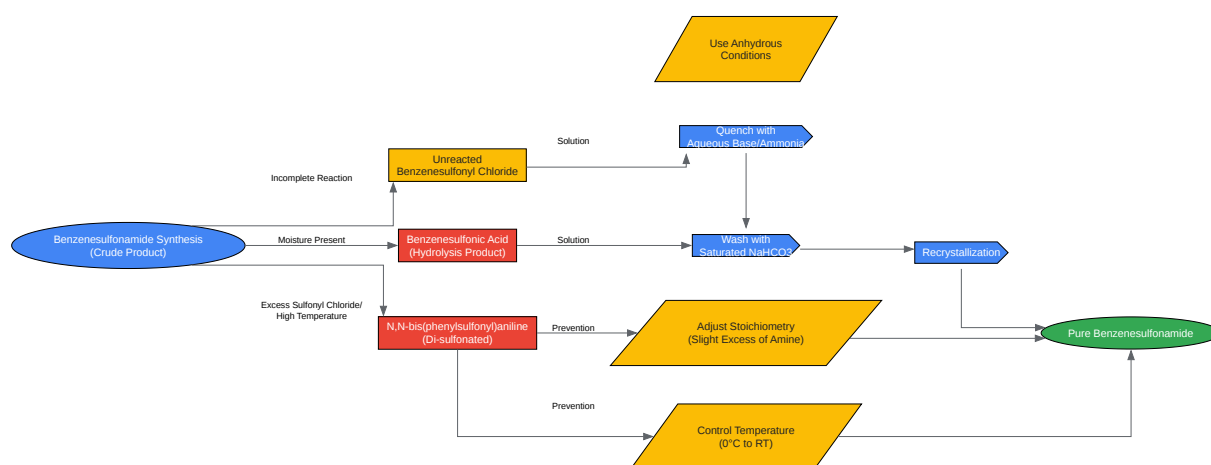 Use Anhydrous
Conditions
Quench with
Aqueous Base/Ammonia
Solution
Unreacted
Benzenesulfonyl Chloride
Incomplete Reaction
Benzenesulfonamide Synthesis
(Crude Product)
Moisture Present
Benzenesulfonic Acid
(Hydrolysis Product)
Solution
Wash with
Saturated NaHCO3
Recrystallization
Excess Sulfonyl Chloride/
High Temperature
N,N-bis(phenylsulfonyl)aniline
(Di-sulfonated)
Prevention
Adjust Stoichiometry
(Slight Excess of Amine)
Pure Benzenesulfonamide
Prevention
Control Temperature
(0°C to RT)